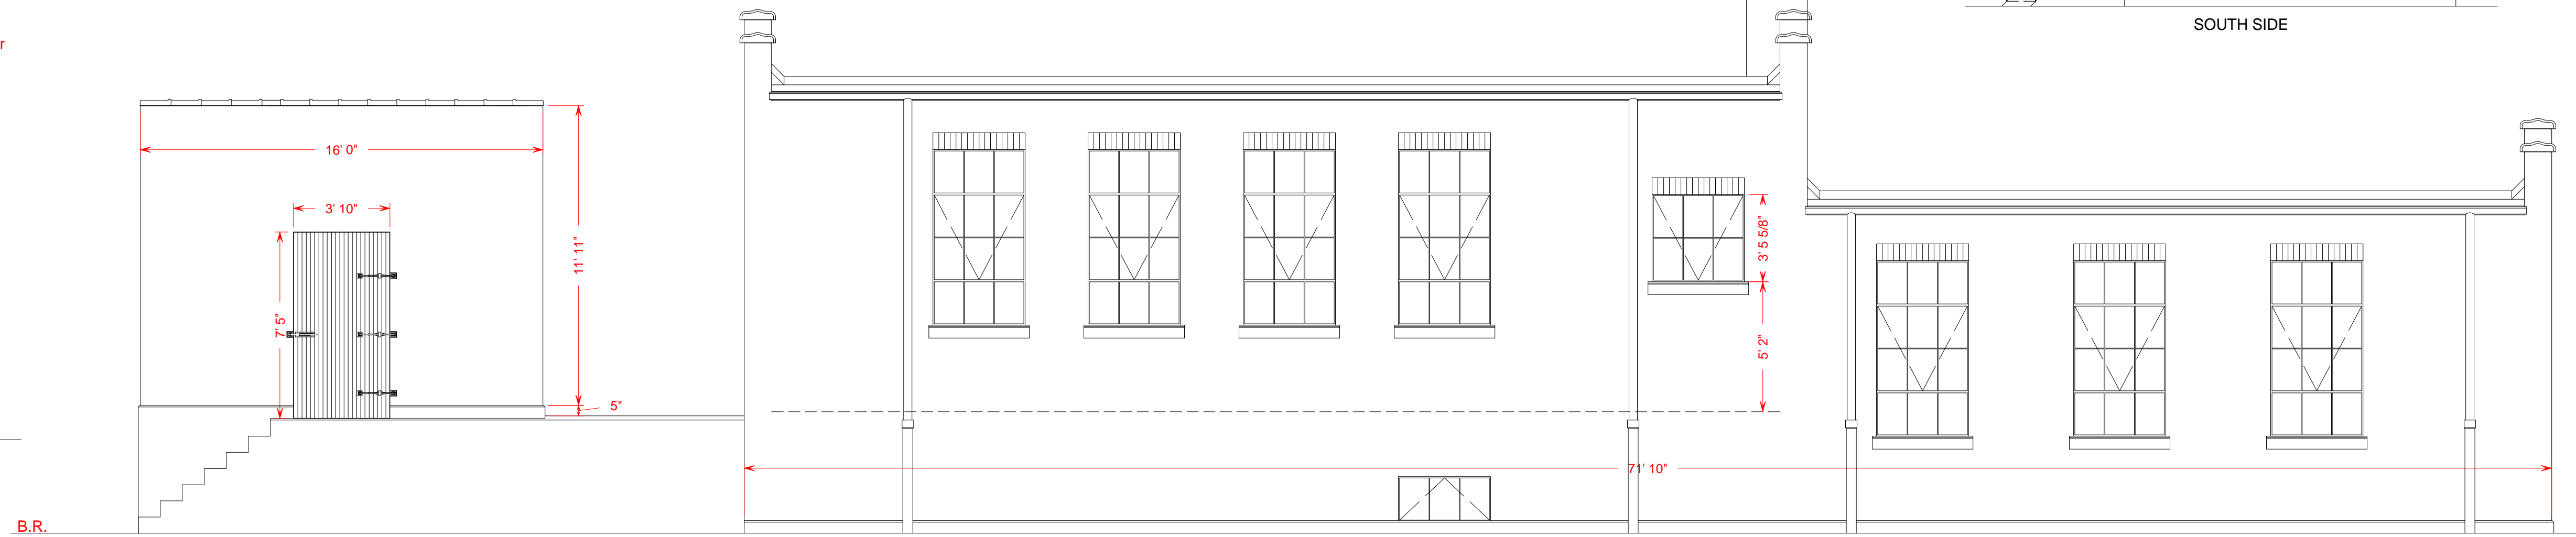 r
SOUTH SIDE
16' 0"
3' 10"
11' 11"
3' 5 5/8"
7' 5"
5' 2"
5"
71' 10"
B.R.